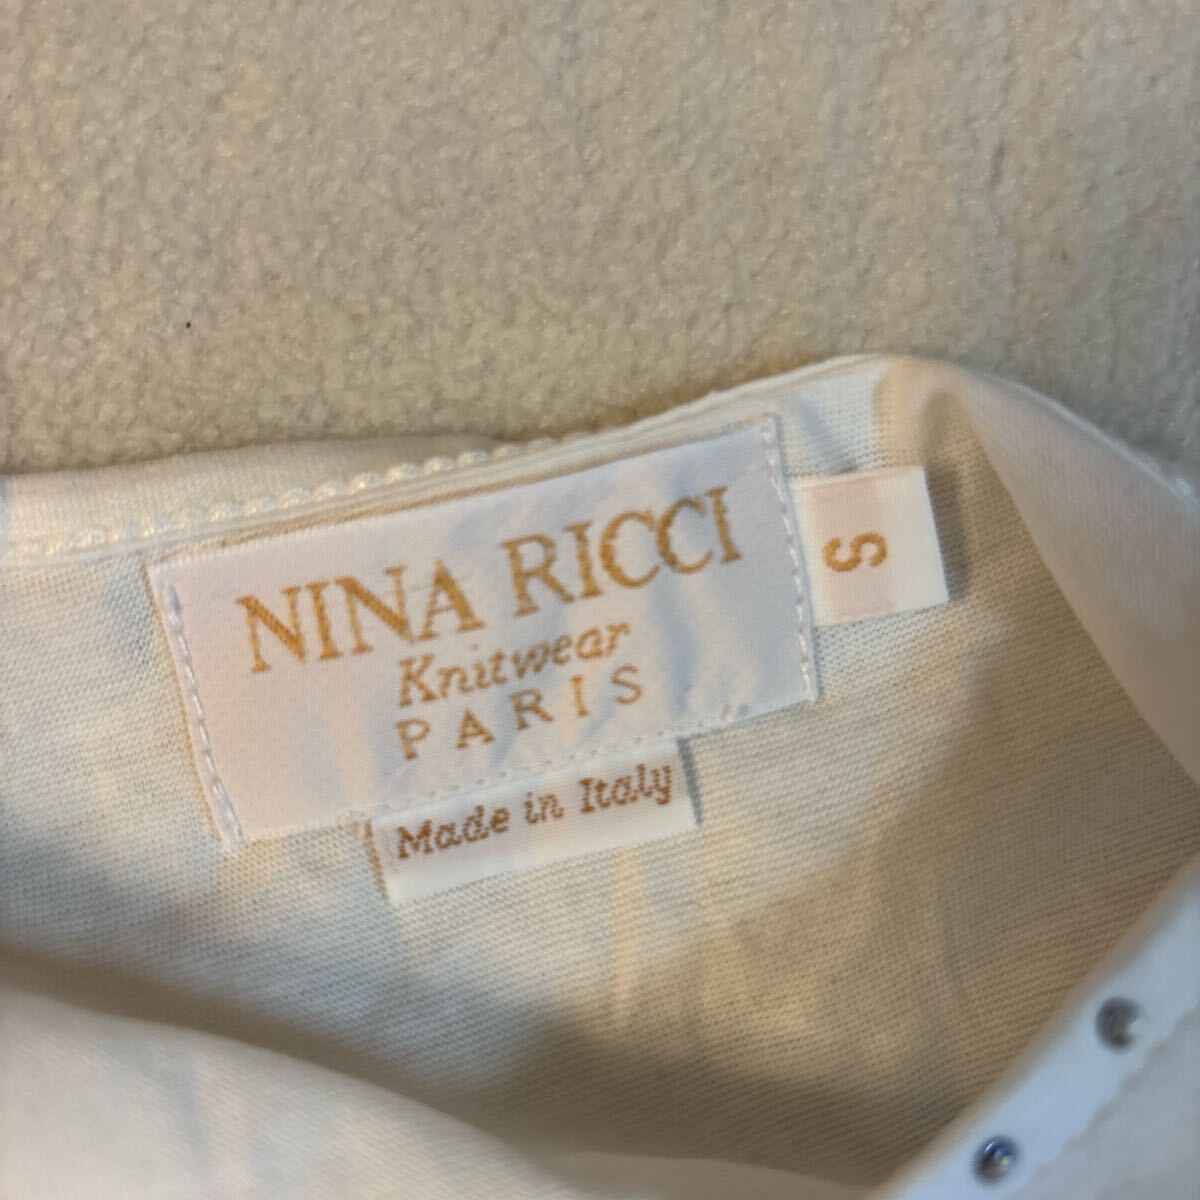 NINA RICCI
Knitwear
PARIS
S
Made in Italy